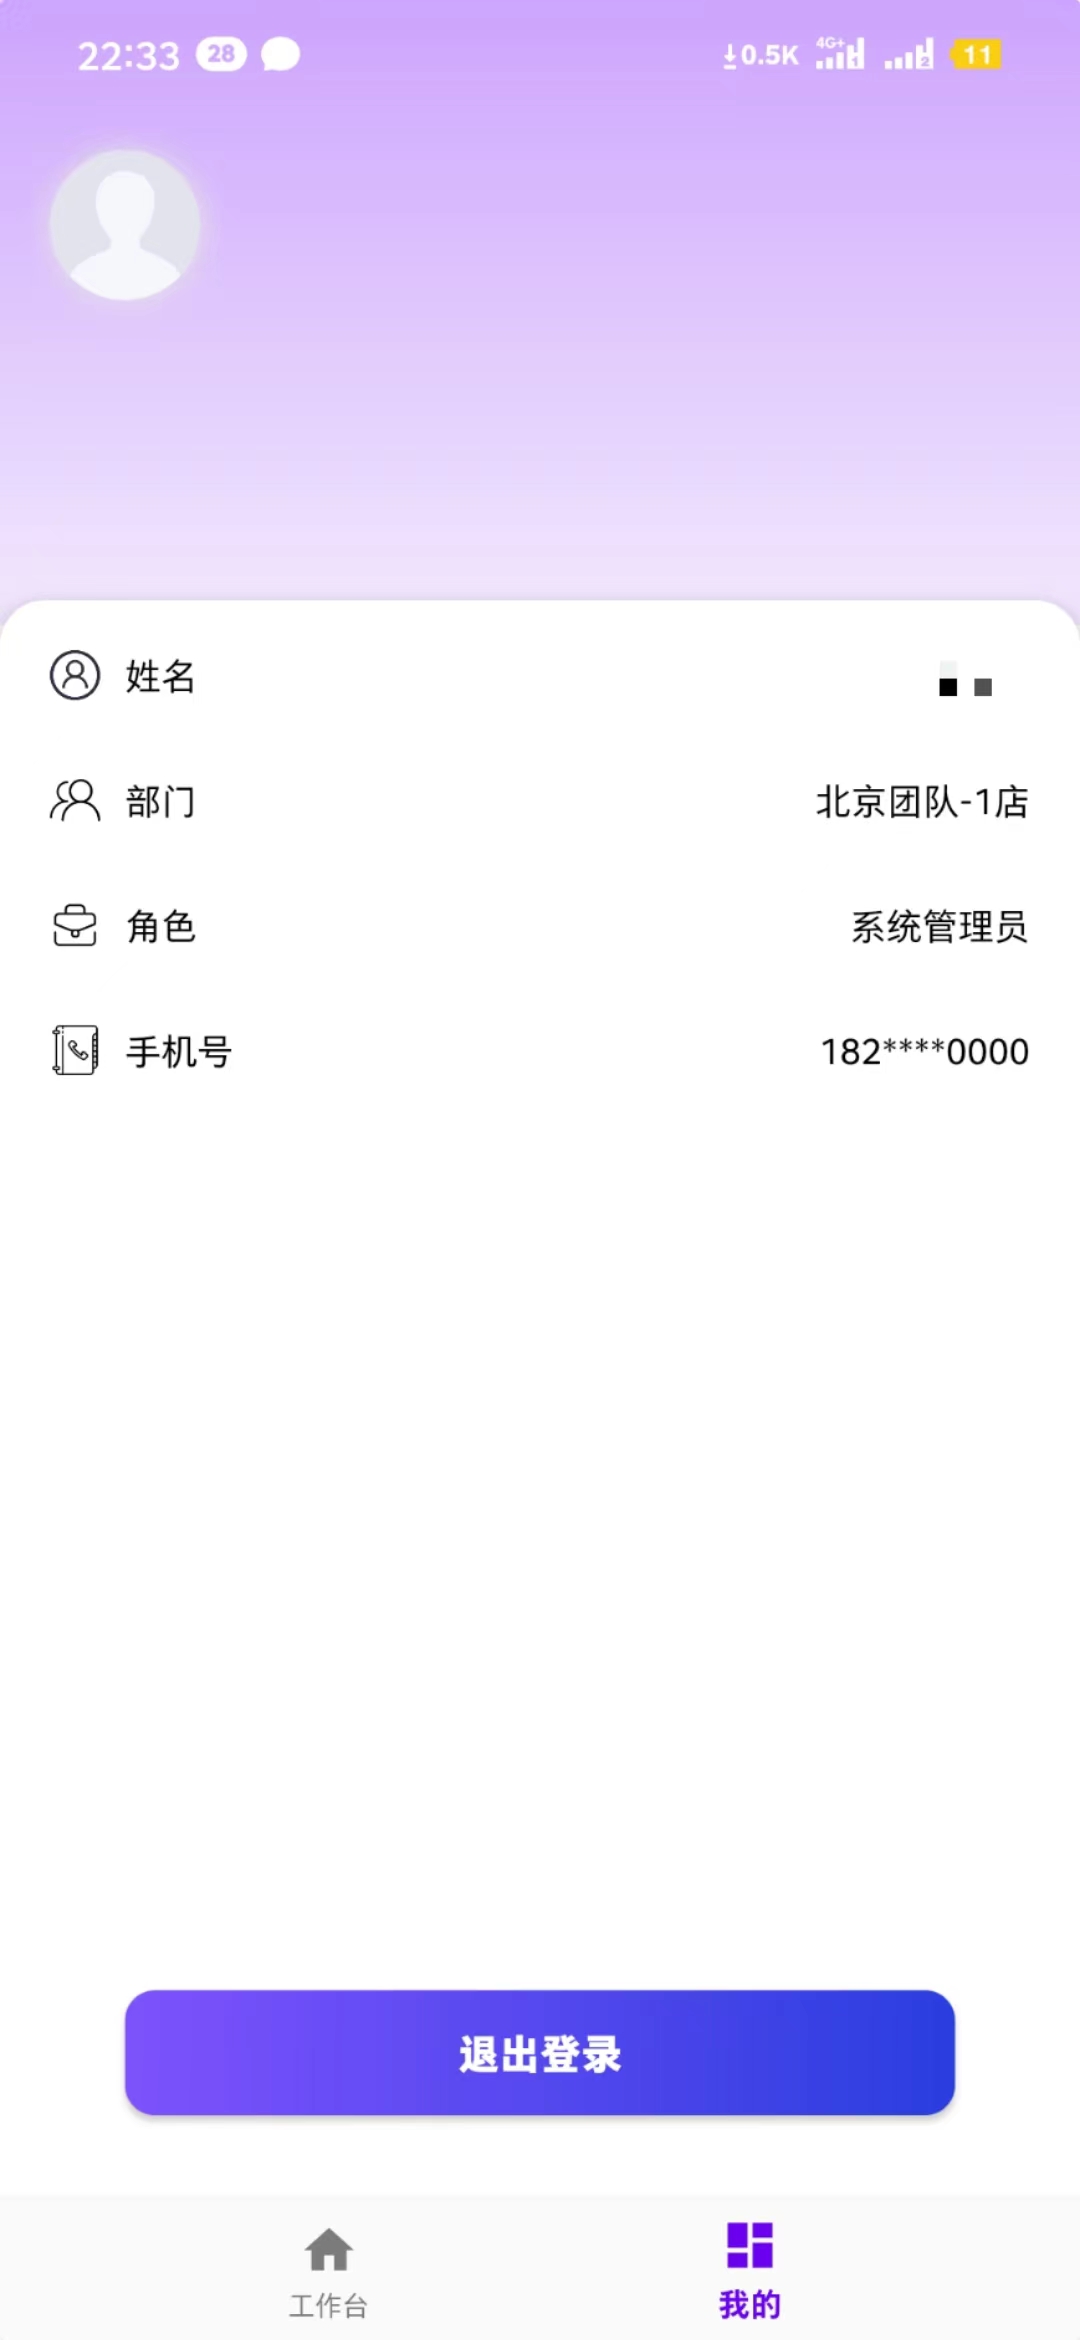 22:33 28 0.5K 4G+ 1 2 11
姓名
部门 北京团队-1店
角色 系统管理员
手机号 182****0000
退出登录
工作台 我的